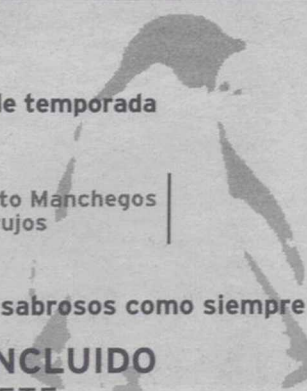 de temporada
to Manchegos
ujos
sabrosos como siempre
NCLUIDO